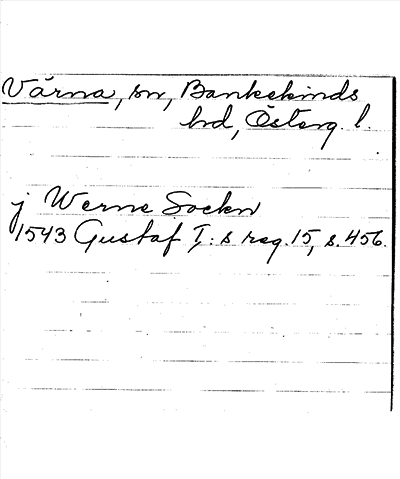 Värna, sn, Bankekinds
hd, Österg l.
j Werne Sockn
1543 Gustaf I:s reg. 15, s. 456.